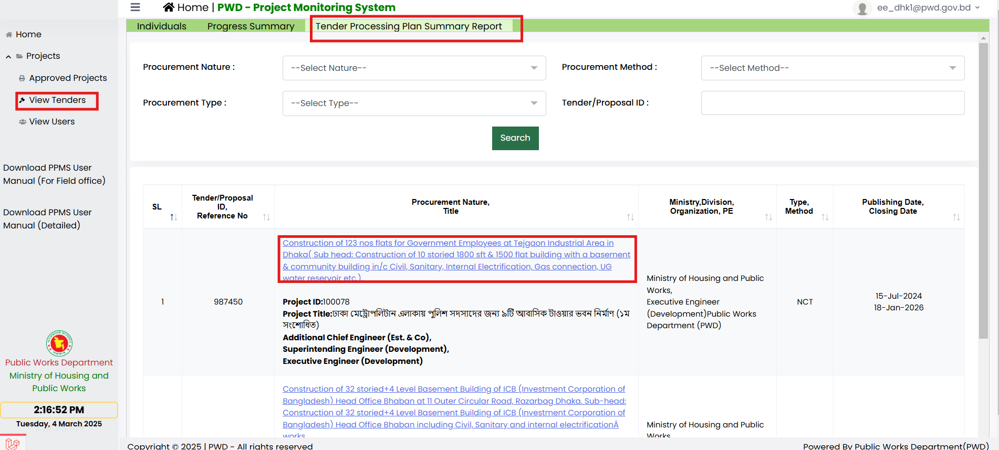 Home | PWD - Project Monitoring System
ee_dhk1@pwd.gov.bd
Individuals
Progress Summary
Tender Processing Plan Summary Report
Home
Projects
Approved Projects
View Tenders
View Users
Download PPMS User
Manual (For Field office)
Download PPMS User
Manual (Detailed)
Public Works Department
Ministry of Housing and
Public Works
2:16:52 PM
Tuesday, 4 March 2025
Procurement Nature :
--Select Nature--
Procurement Method :
--Select Method--
Procurement Type :
--Select Type--
Tender/Proposal ID :
Search
SL
Tender/Proposal
ID,
Reference No
Procurement Nature,
Title
Ministry,Division,
Organization, PE
Type,
Method
Publishing Date,
Closing Date
1
987450
Construction of 123 nos flats for Government Employees at Tejgaon Industrial Area in
Dhaka( Sub head: Construction of 10 storied 1800 sft & 1500 flat building with a basement
& community building in/c Civil, Sanitary, Internal Electrification, Gas connection, UG
water reservoir etc.).
Project ID:100078
Project Title:ঢাকা মেট্রোপলিটান এলাকায় পুলিশ সদস্যদের জন্য ৯টি আবাসিক টাওয়ার ভবন নির্মাণ (১ম
সংশোধিত)
Additional Chief Engineer (Est. & Co),
Superintending Engineer (Development),
Executive Engineer (Development)
Ministry of Housing and Public
Works,
Executive Engineer
(Development)Public Works
Department (PWD)
NCT
15-Jul-2024
18-Jan-2026
Construction of 32 storied+4 Level Basement Building of ICB (Investment Corporation of
Bangladesh) Head Office Bhaban at 11 Outer Circular Road, Razarbag Dhaka. Sub-head:
Construction of 32 storied+4 Level Basement Building of ICB (Investment Corporation of
Bangladesh) Head Office Bhaban including Civil, Sanitary and internal electrificationÂ
works
Ministry of Housing and Public
Works
Copyright © 2025 | PWD - All rights reserved
Powered By Public Works Department(PWD)